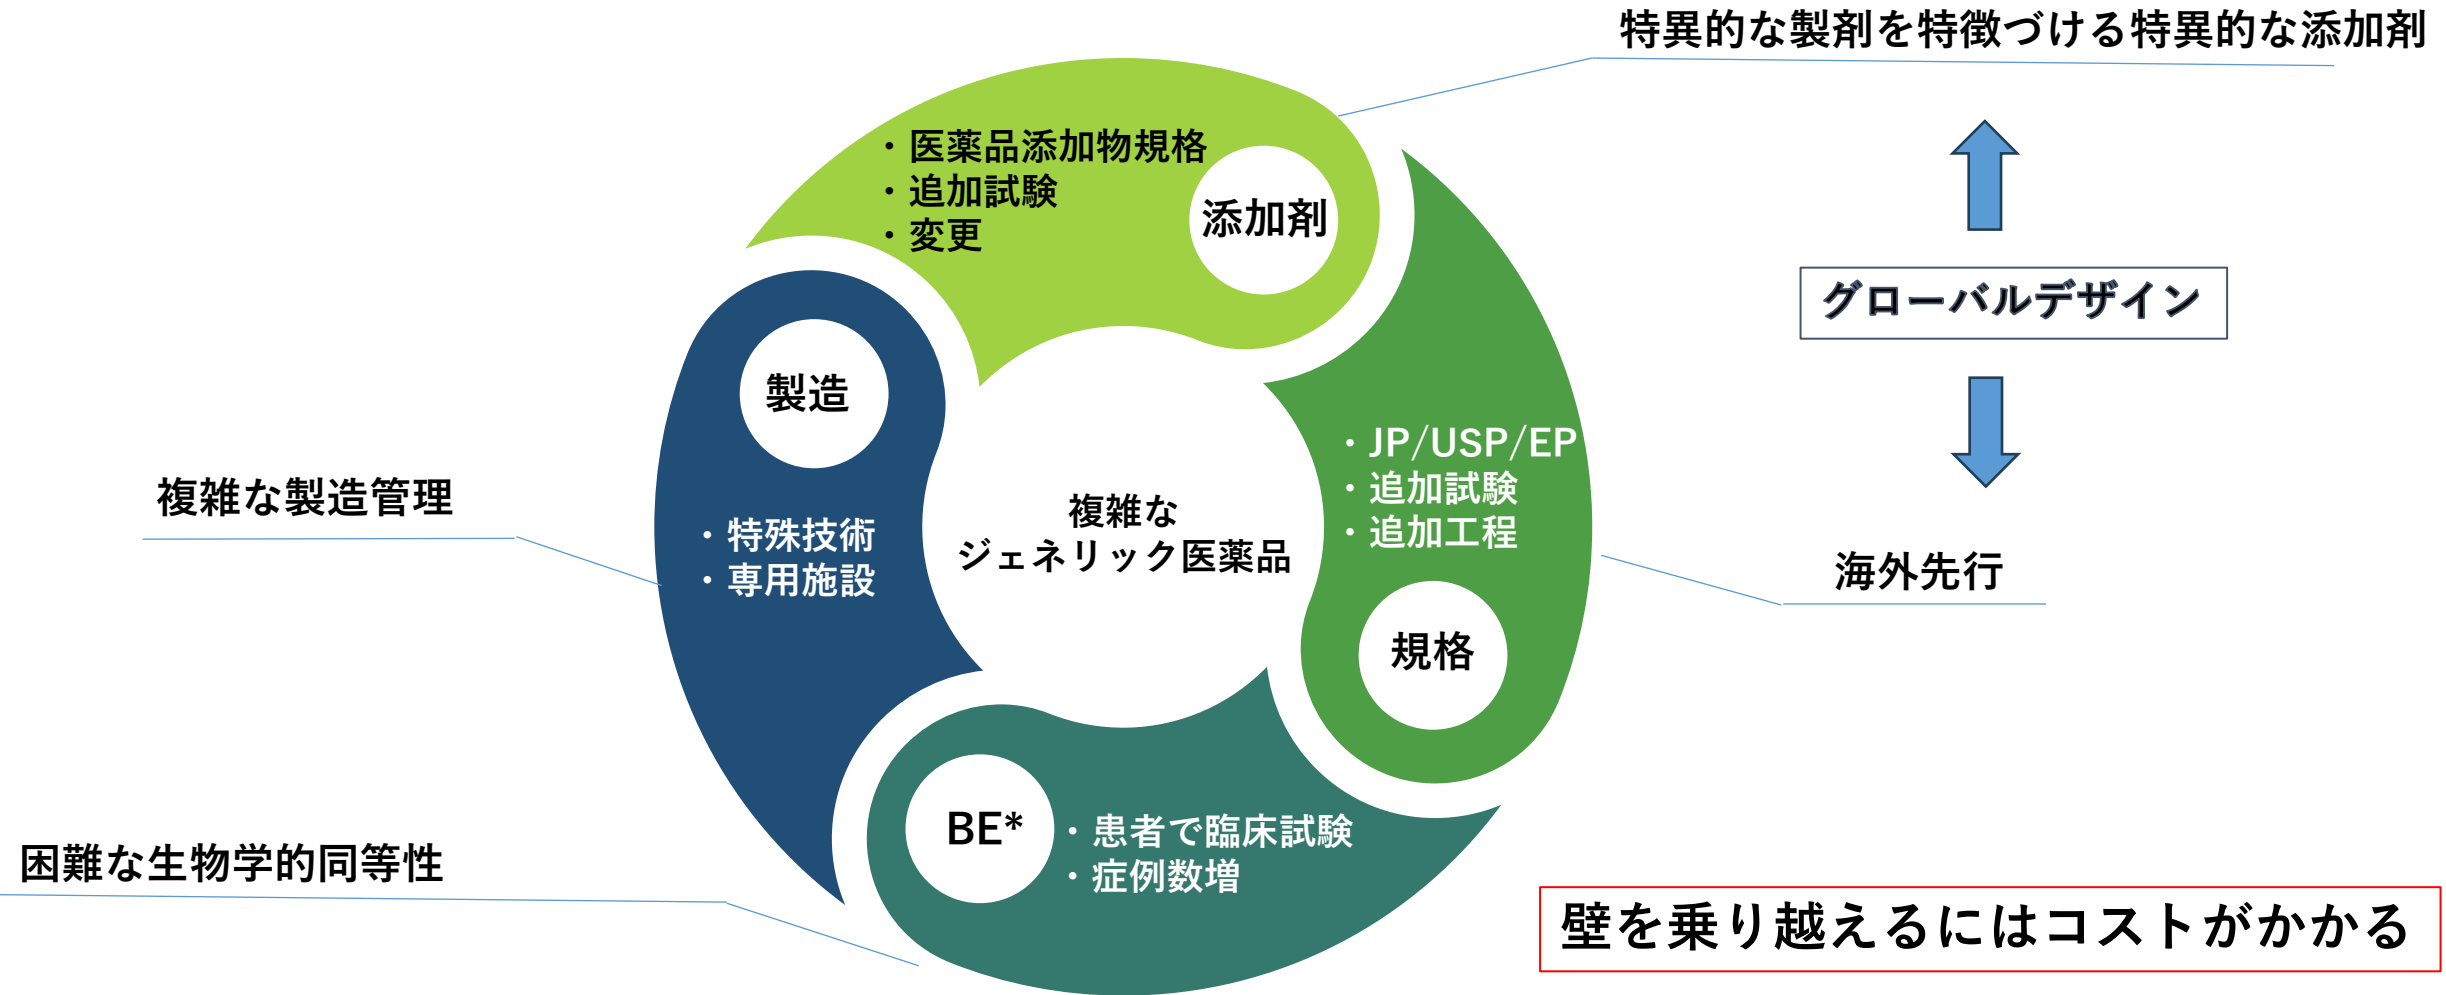 特異的な製剤を特徴づける特異的な添加剤
・医薬品添加物規格
・追加試験
・変更
添加剤
グローバルデザイン
製造
・JP/USP/EP
・追加試験
・追加工程
複雑な製造管理
・特殊技術
・専用施設
複雑な
ジェネリック医薬品
海外先行
規格
BE*
・患者で臨床試験
・症例数増
困難な生物学的同等性
壁を乗り越えるにはコストがかかる